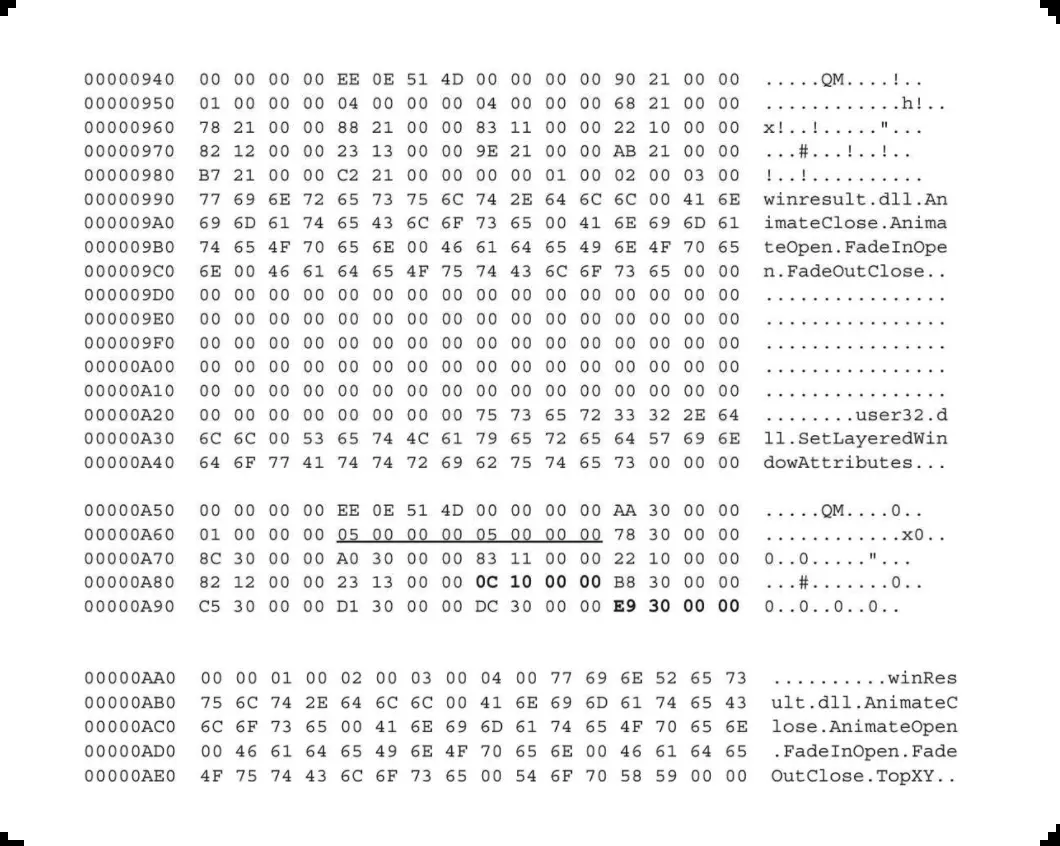 00000940 00 00 00 00 EE 0E 51 4D 00 00 00 00 90 21 00 00 .....QM....!..
00000950 01 00 00 00 04 00 00 00 04 00 00 00 68 21 00 00 ............h!..
00000960 78 21 00 00 88 21 00 00 83 11 00 00 22 10 00 00 x!..!....."...
00000970 82 12 00 00 23 13 00 00 9E 21 00 00 AB 21 00 00 ...#...!..!..
00000980 B7 21 00 00 C2 21 00 00 00 00 01 00 02 00 03 00 !..!..........
00000990 77 69 6E 72 65 73 75 6C 74 2E 64 6C 6C 00 41 6E winresult.dll.An
000009A0 69 6D 61 74 65 43 6C 6F 73 65 00 41 6E 69 6D 61 imateClose.Anima
000009B0 74 65 4F 70 65 6E 00 46 61 64 65 49 6E 4F 70 65 teOpen.FadeInOpe
000009C0 6E 00 46 61 64 65 4F 75 74 43 6C 6F 73 65 00 00 n.FadeOutClose..
000009D0 00 00 00 00 00 00 00 00 00 00 00 00 00 00 00 00 ................
000009E0 00 00 00 00 00 00 00 00 00 00 00 00 00 00 00 00 ................
000009F0 00 00 00 00 00 00 00 00 00 00 00 00 00 00 00 00 ................
00000A00 00 00 00 00 00 00 00 00 00 00 00 00 00 00 00 00 ................
00000A10 00 00 00 00 00 00 00 00 00 00 00 00 00 00 00 00 ................
00000A20 00 00 00 00 00 00 00 00 75 73 65 72 33 32 2E 64 ........user32.d
00000A30 6C 6C 00 53 65 74 4C 61 79 65 72 65 64 57 69 6E ll.SetLayeredWin
00000A40 64 6F 77 41 74 74 72 69 62 75 74 65 73 00 00 00 dowAttributes...
00000A50 00 00 00 00 EE 0E 51 4D 00 00 00 00 AA 30 00 00 .....QM....0..
00000A60 01 00 00 00 05 00 00 00 05 00 00 00 78 30 00 00 ............x0..
00000A70 8C 30 00 00 A0 30 00 00 83 11 00 00 22 10 00 00 0..0....."...
00000A80 82 12 00 00 23 13 00 00 0C 10 00 00 B8 30 00 00 ...#.......0..
00000A90 C5 30 00 00 D1 30 00 00 DC 30 00 00 E9 30 00 00 0..0..0..0..
00000AA0 00 00 01 00 02 00 03 00 04 00 77 69 6E 52 65 73 ..........winRes
00000AB0 75 6C 74 2E 64 6C 6C 00 41 6E 69 6D 61 74 65 43 ult.dll.AnimateC
00000AC0 6C 6F 73 65 00 41 6E 69 6D 61 74 65 4F 70 65 6E lose.AnimateOpen
00000AD0 00 46 61 64 65 49 6E 4F 70 65 6E 00 46 61 64 65 .FadeInOpen.Fade
00000AE0 4F 75 74 43 6C 6F 73 65 00 54 6F 70 58 59 00 00 OutClose.TopXY..